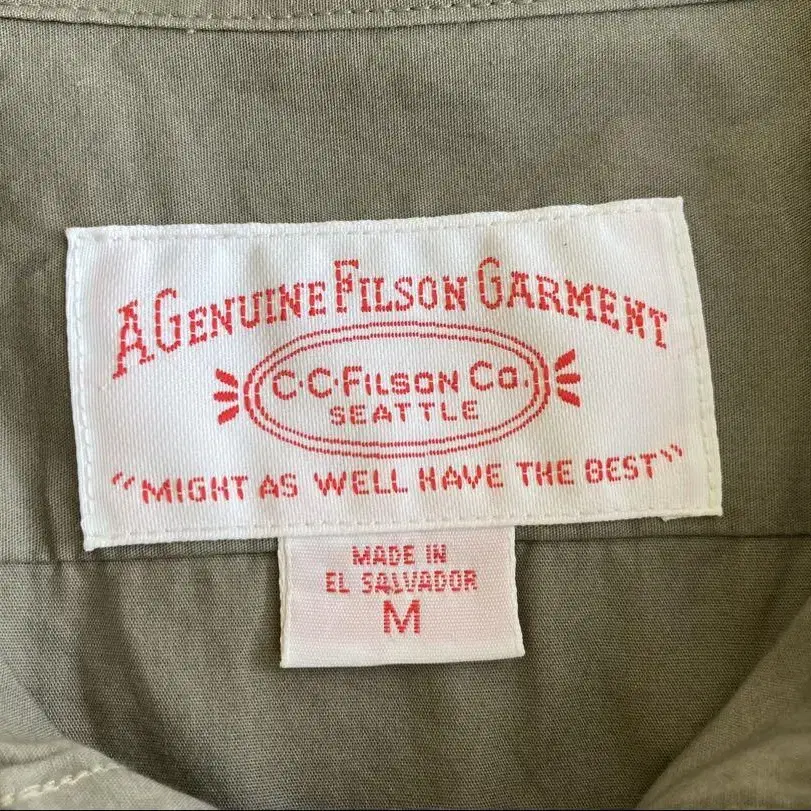 A GENUINE FILSON GARMENT
C·C·FILSON CO.
SEATTLE
"MIGHT AS WELL HAVE THE BEST"
MADE IN
EL SALVADOR
M